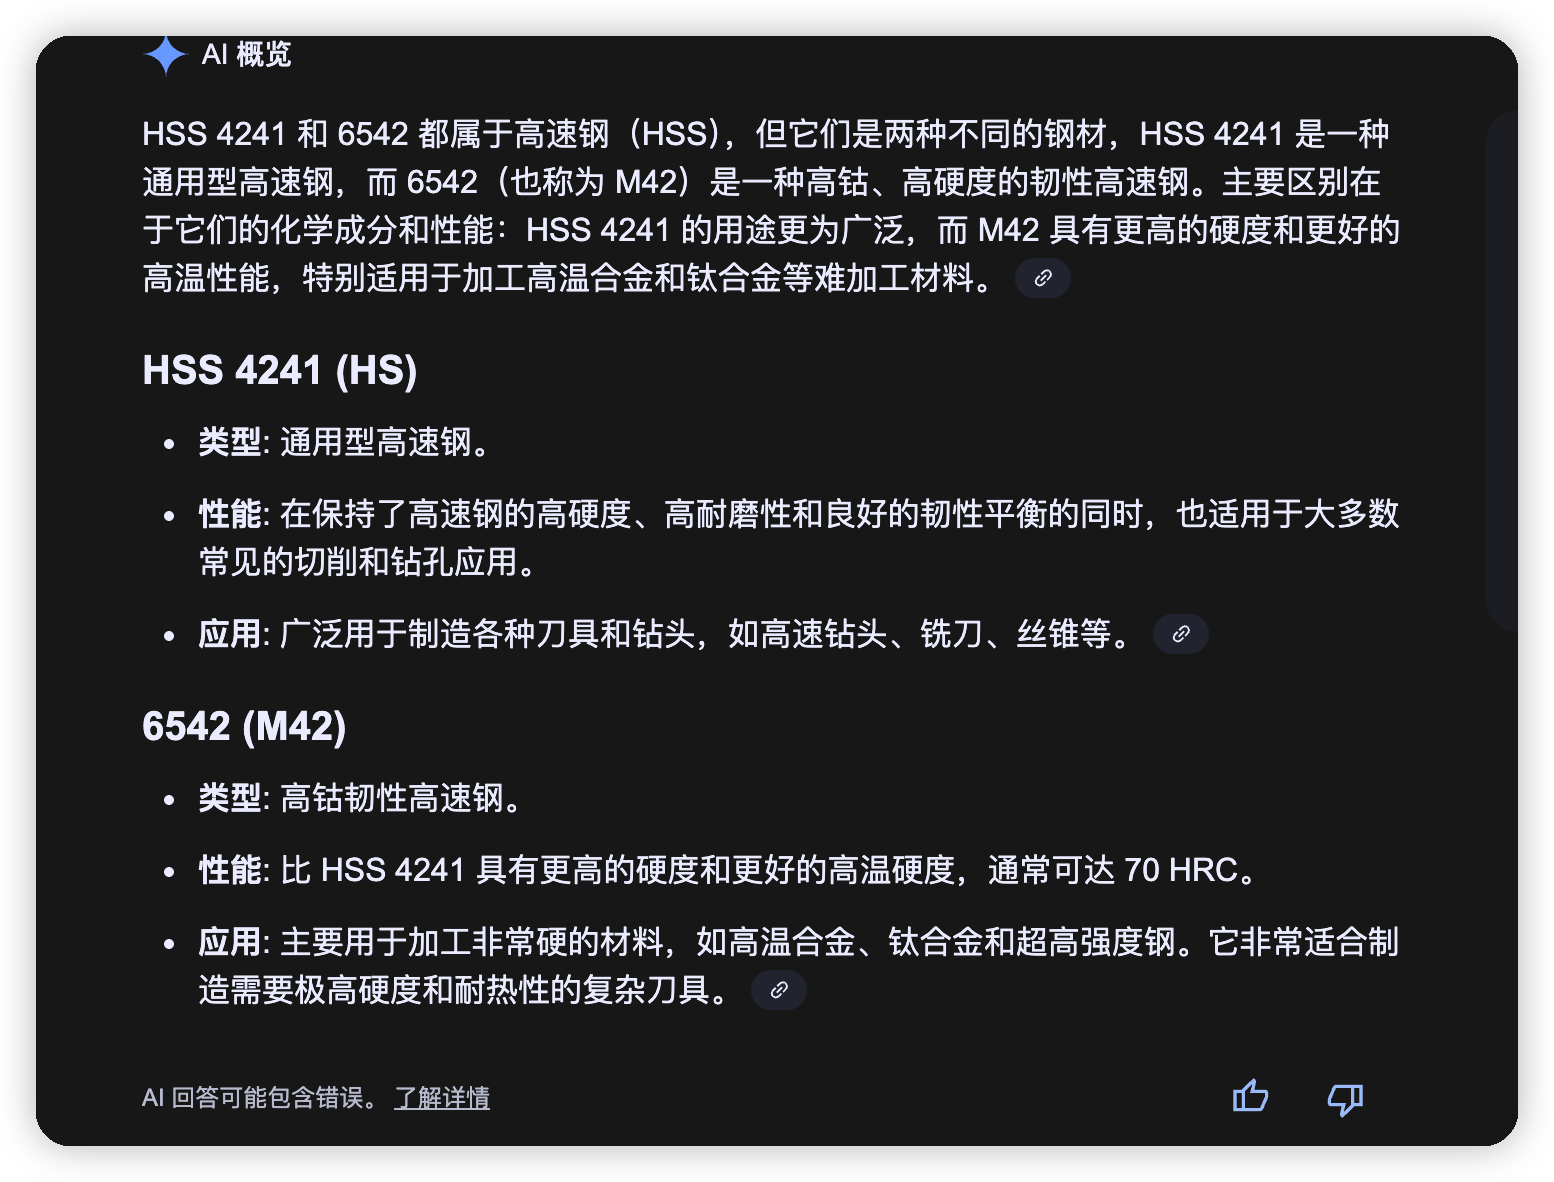 AI 概览
HSS 4241 和 6542 都属于高速钢（HSS），但它们是两种不同的钢材，HSS 4241 是一种
通用型高速钢，而 6542（也称为 M42）是一种高钴、高硬度的韧性高速钢。主要区别在
于它们的化学成分和性能：HSS 4241 的用途更为广泛，而 M42 具有更高的硬度和更好的
高温性能，特别适用于加工高温合金和钛合金等难加工材料。
HSS 4241 (HS)
• 类型: 通用型高速钢。
• 性能: 在保持了高速钢的高硬度、高耐磨性和良好的韧性平衡的同时，也适用于大多数
常见的切削和钻孔应用。
• 应用: 广泛用于制造各种刀具和钻头，如高速钻头、铣刀、丝锥等。
6542 (M42)
• 类型: 高钴韧性高速钢。
• 性能: 比 HSS 4241 具有更高的硬度和更好的高温硬度，通常可达 70 HRC。
• 应用: 主要用于加工非常硬的材料，如高温合金、钛合金和超高强度钢。它非常适合制
造需要极高硬度和耐热性的复杂刀具。
AI 回答可能包含错误。 了解详情